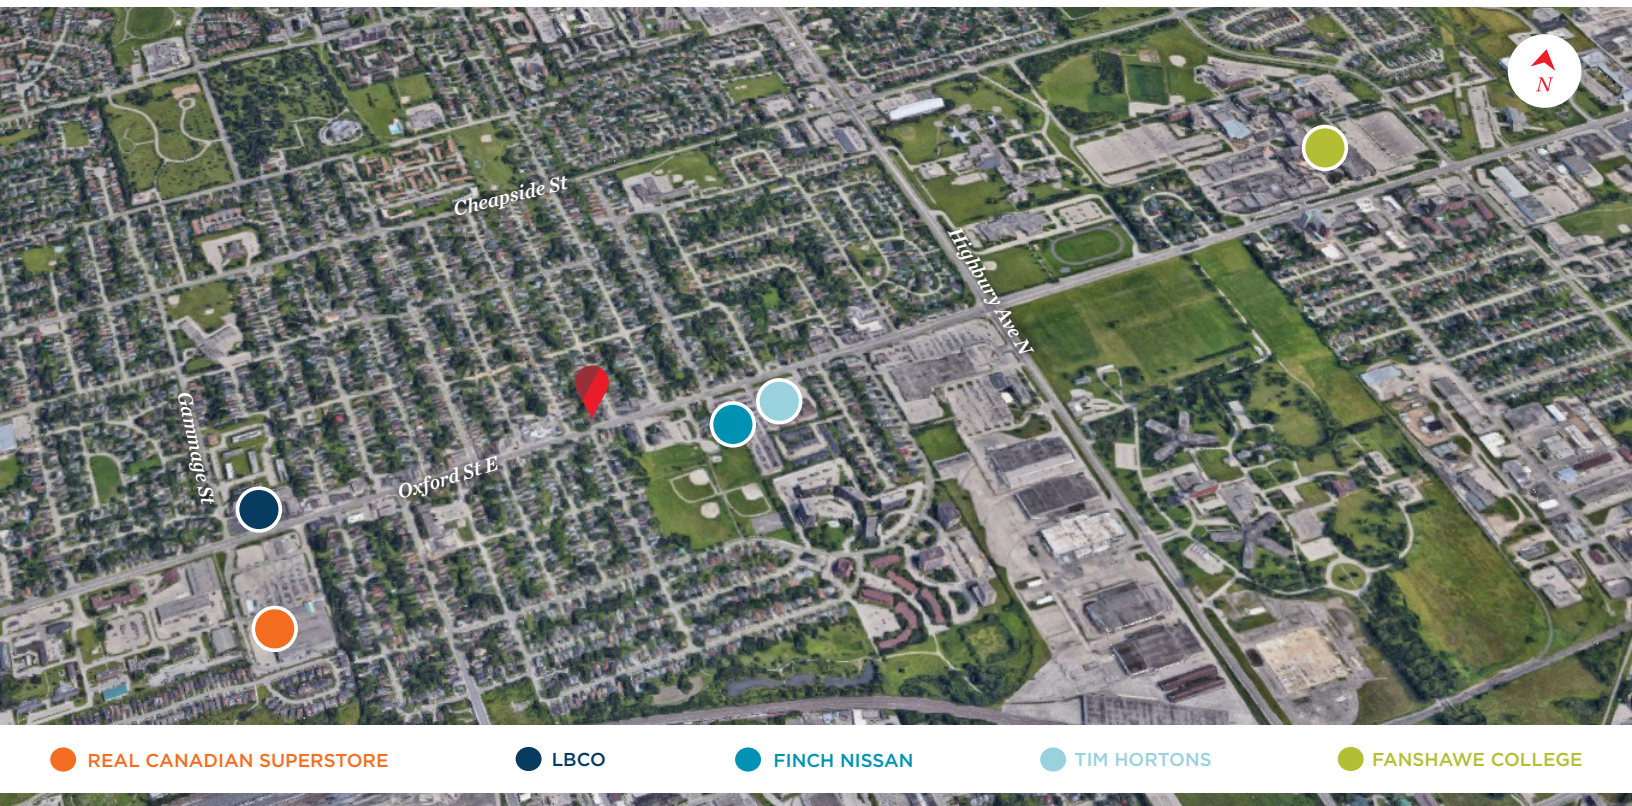 N
Cheapside St
Highbury Ave N
Gammage St
Oxford St E
REAL CANADIAN SUPERSTORE
LBCO
FINCH NISSAN
TIM HORTONS
FANSHAWE COLLEGE